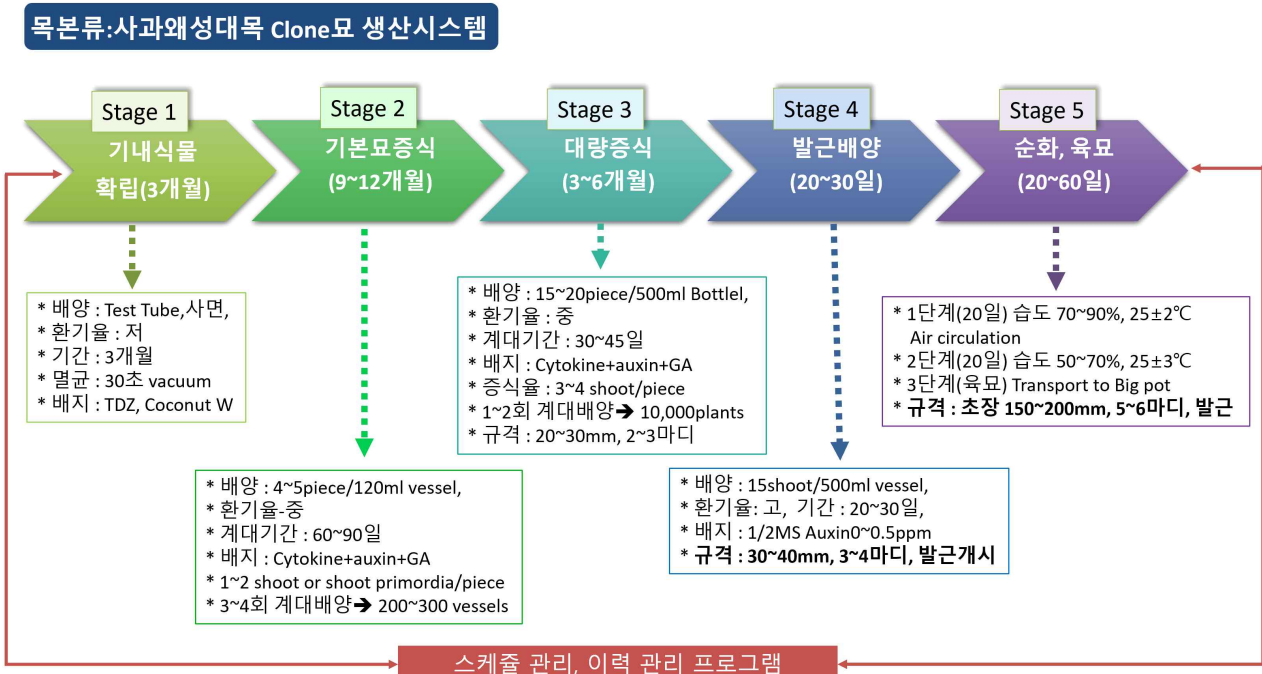 목본류:사과왜성대목 Clone묘 생산시스템
Stage 1
기내식물
확립(3개월)
Stage 2
기본묘증식
(9~12개월)
Stage 3
대량증식
(3~6개월)
Stage 4
발근배양
(20~30일)
Stage 5
순화, 육묘
(20~60일)
* 배양 : Test Tube,사면,
* 환기율 : 저
* 기간 : 3개월
* 멸균 : 30초 vacuum
* 배지 : TDZ, Coconut W
* 배양 : 4~5piece/120ml vessel,
* 환기율-중
* 계대기간 : 60~90일
* 배지 : Cytokine+auxin+GA
* 1~2 shoot or shoot primordia/piece
* 3~4회 계대배양➔ 200~300 vessels
* 배양 : 15~20piece/500ml Bottlel,
* 환기율 : 중
* 계대기간 : 30~45일
* 배지 : Cytokine+auxin+GA
* 증식율 : 3~4 shoot/piece
* 1~2회 계대배양➔ 10,000plants
* 규격 : 20~30mm, 2~3마디
* 배양 : 15shoot/500ml vessel,
* 환기율: 고, 기간 : 20~30일,
* 배지 : 1/2MS Auxin0~0.5ppm
* 규격 : 30~40mm, 3~4마디, 발근개시
* 1단계(20일) 습도 70~90%, 25±2℃
Air circulation
* 2단계(20일) 습도 50~70%, 25±3℃
* 3단계(육묘) Transport to Big pot
* 규격 : 초장 150~200mm, 5~6마디, 발근
스케쥴 관리, 이력 관리 프로그램